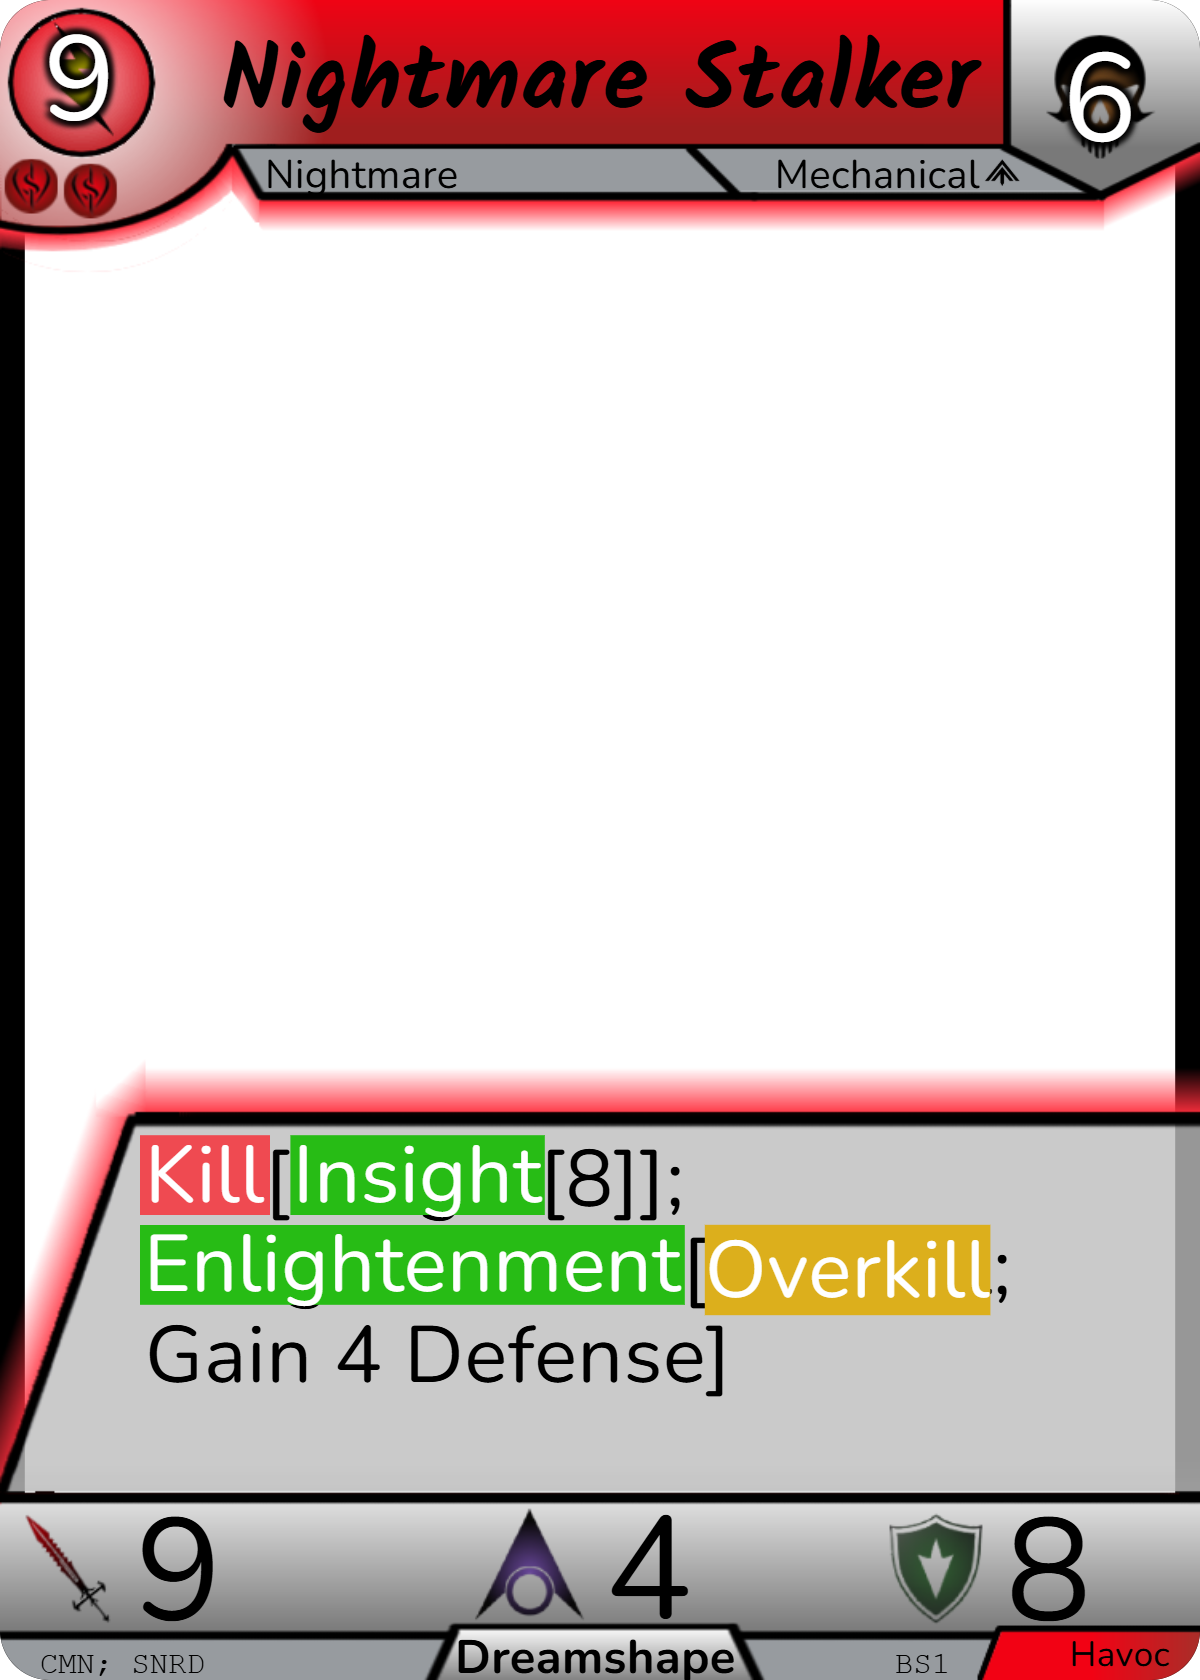 9
Nightmare Stalker
6
Nightmare
Mechanical
Kill[Insight[8]];
Enlightenment[Overkill;
Gain 4 Defense]
9
4
8
CMN; SNRD
Dreamshape
BS1
Havoc